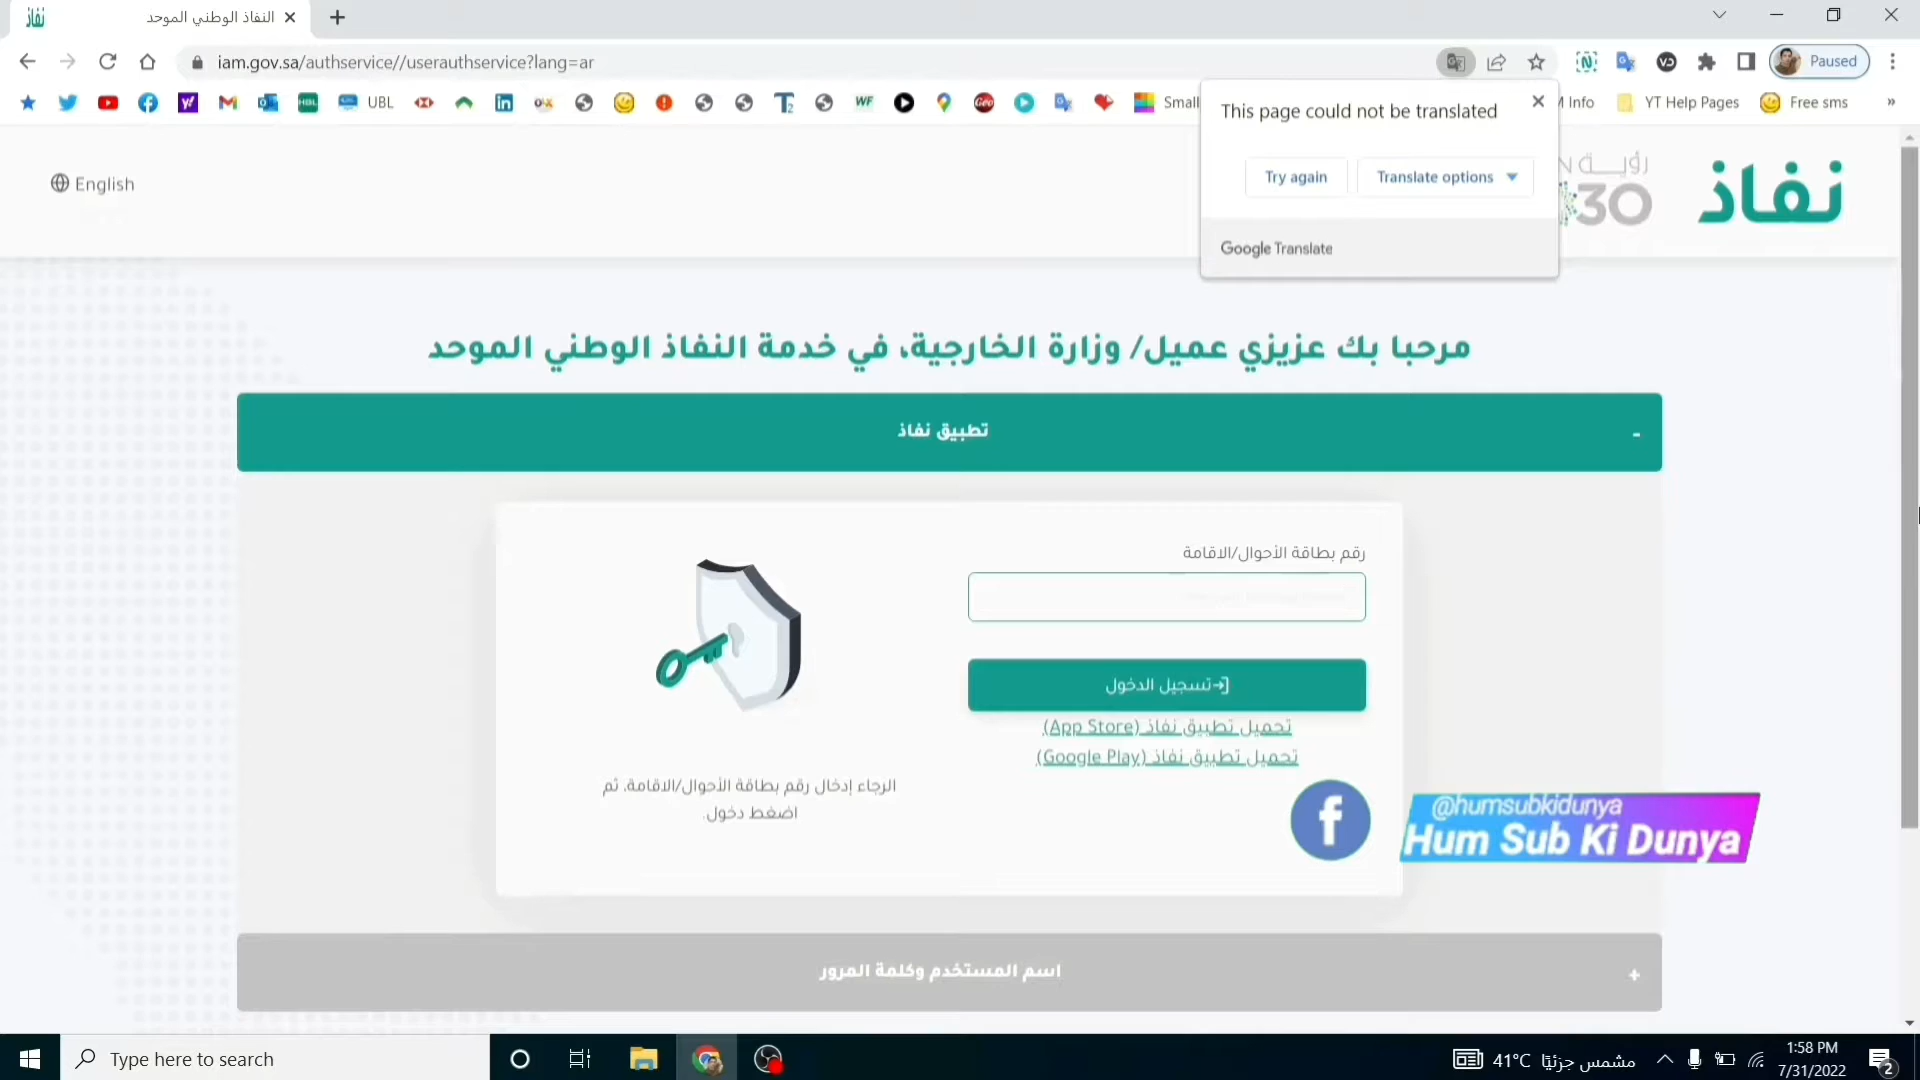 النفاذ الوطني الموحد
iam.gov.sa/authservice//userauthservice?lang=ar
Paused
UBL
Small
Info
YT Help Pages
Free sms
This page could not be translated
Try again
Translate options
Google Translate
English
رؤيــة
30
نفاذ
مرحبا بك عزيزي عميل/ وزارة الخارجية، في خدمة النفاذ الوطني الموحد
تطبيق نفاذ
-
رقم بطاقة الأحوال/الاقامة
تسجيل الدخول
تحميل تطبيق نفاذ (App Store)
تحميل تطبيق نفاذ (Google Play)
الرجاء إدخال رقم بطاقة الأحوال/الاقامة، ثم
اضغط دخول.
@humsubkidunya
Hum Sub Ki Dunya
اسم المستخدم وكلمة المرور
+
Type here to search
41°C مشمس جزئيًا
1:58 PM
7/31/2022
2